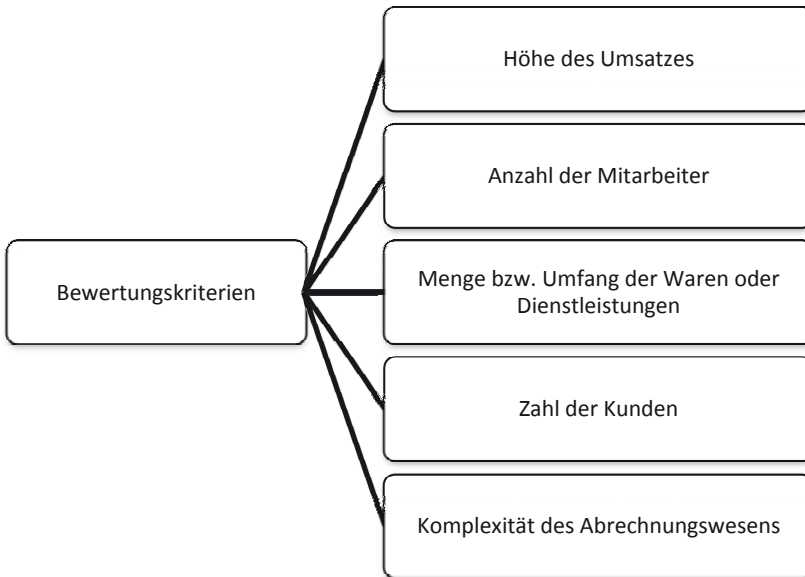 Höhe des Umsatzes
Anzahl der Mitarbeiter
Bewertungskriterien
Menge bzw. Umfang der Waren oder
Dienstleistungen
Zahl der Kunden
Komplexität des Abrechnungswesens